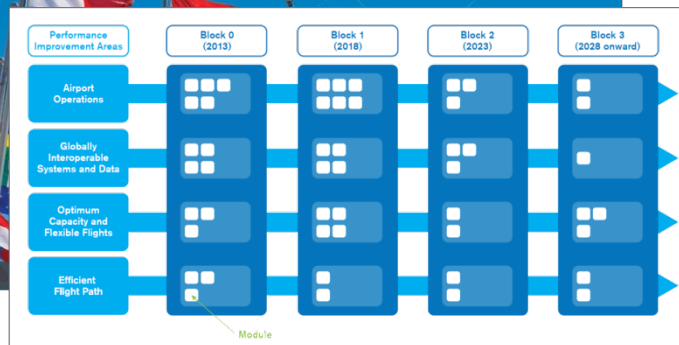 Performance
Improvement Areas
Block 0
(2013)
Block 1
(2018)
Block 2
(2023)
Block 3
(2028 onward)
Airport
Operations
Globally
Interoperable
Systems and Data
Optimum
Capacity and
Flexible Flights
Efficient
Flight Path
Module